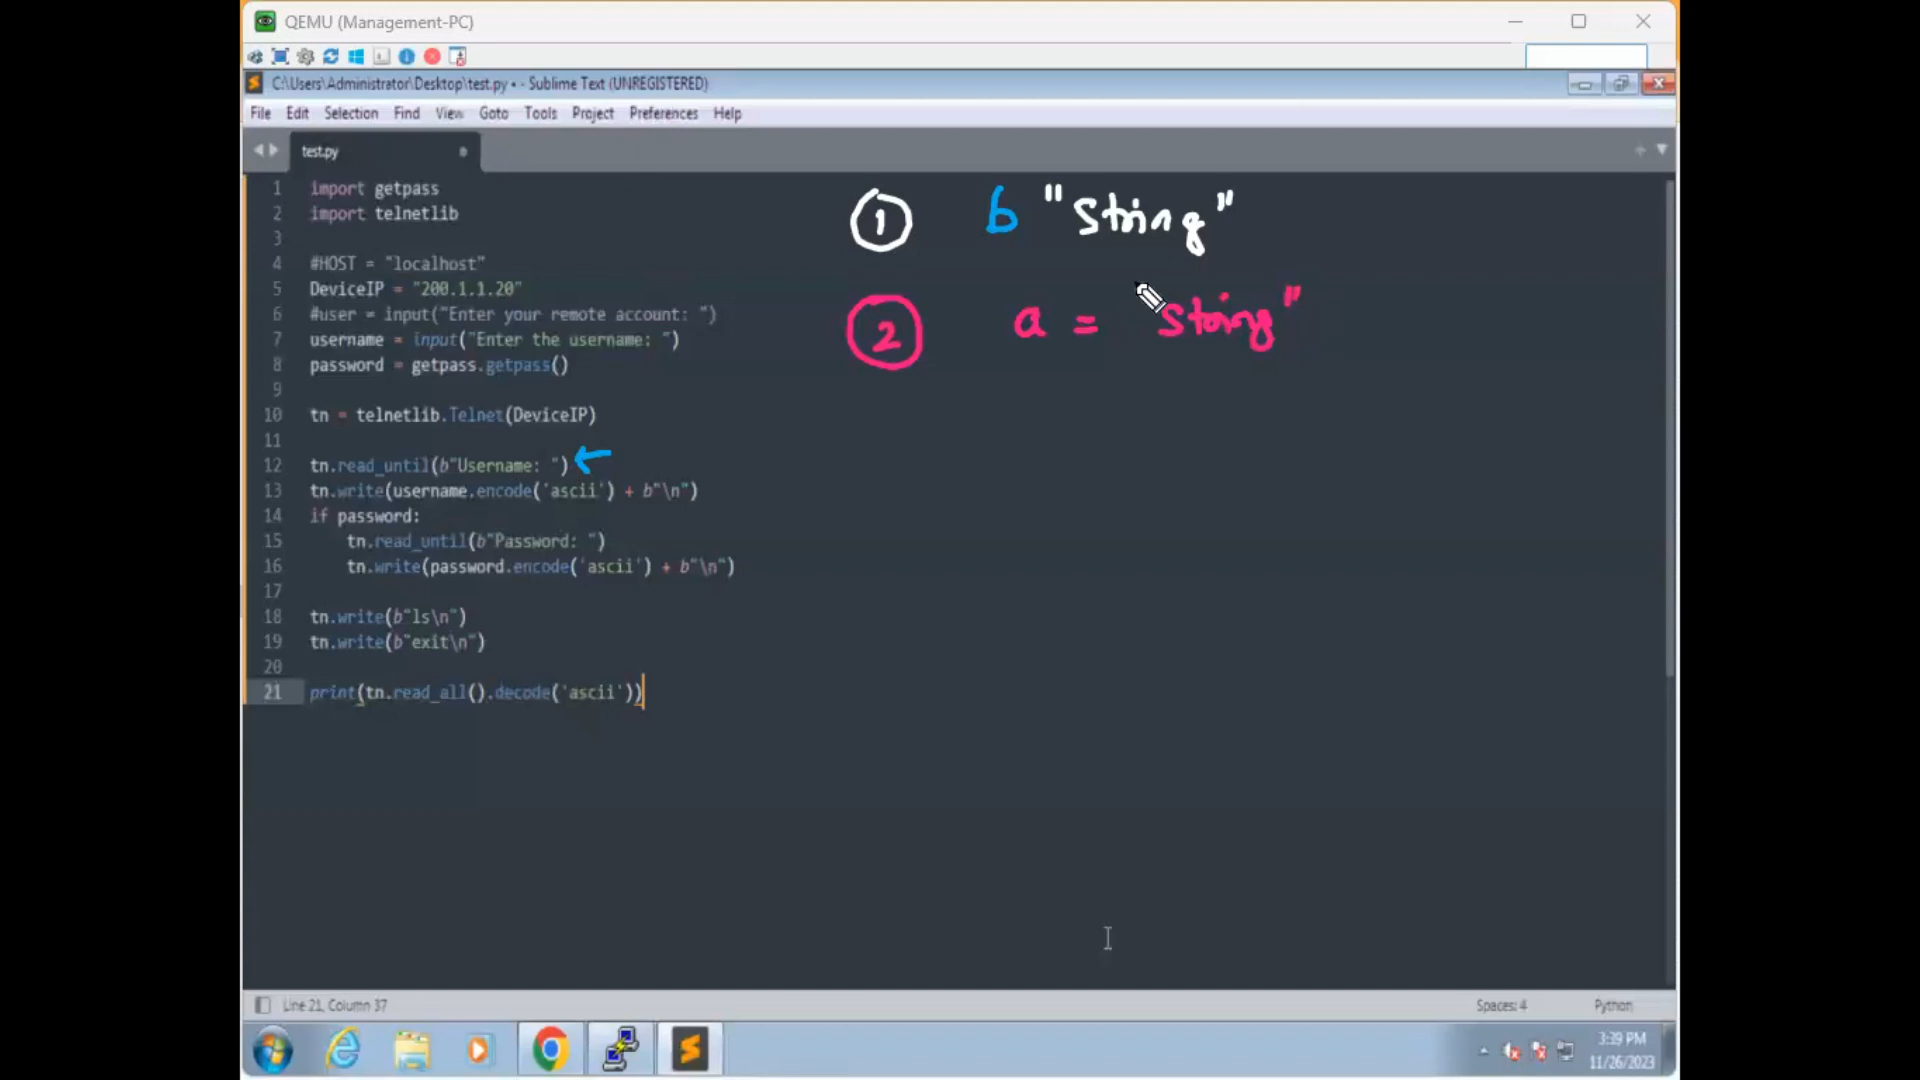 QEMU (Management-PC)
C:\Users\Administrator\Desktop\test.py • - Sublime Text (UNREGISTERED)
File Edit Selection Find View Goto Tools Project Preferences Help
test.py
1 import getpass
2 import telnetlib
3
4 #HOST = "localhost"
5 DeviceIP = "200.1.1.20"
6 #user = input("Enter your remote account: ")
7 username = input("Enter the username: ")
8 password = getpass.getpass()
9
10 tn = telnetlib.Telnet(DeviceIP)
11
12 tn.read_until(b"Username: ")
13 tn.write(username.encode('ascii') + b"\n")
14 if password:
15 tn.read_until(b"Password: ")
16 tn.write(password.encode('ascii') + b"\n")
17
18 tn.write(b"ls\n")
19 tn.write(b"exit\n")
20
21 print(tn.read_all().decode('ascii'))
1 b "String"
2 a = String"
Line 21, Column 37
Spaces: 4 Python
3:39 PM
11/26/2023